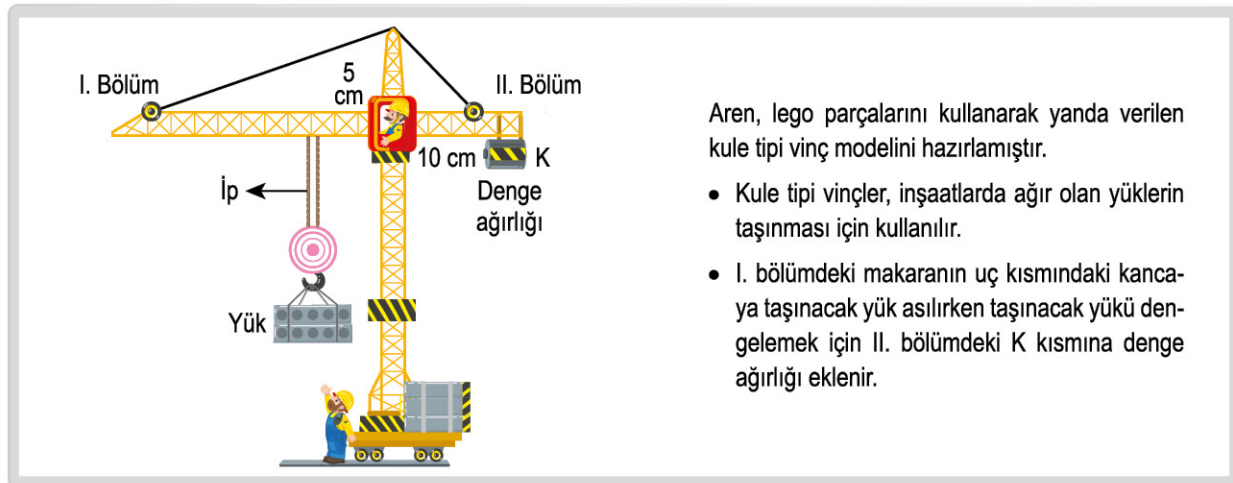 I. Bölüm
5
cm
II. Bölüm
10 cm
K
İp
Denge
ağırlığı
Yük
Aren, lego parçalarını kullanarak yanda verilen
kule tipi vinç modelini hazırlamıştır.
• Kule tipi vinçler, inşaatlarda ağır olan yüklerin
taşınması için kullanılır.
• I. bölümdeki makaranın uç kısmındaki kanca-
ya taşınacak yük asılırken taşınacak yükü den-
gelemek için II. bölümdeki K kısmına denge
ağırlığı eklenir.